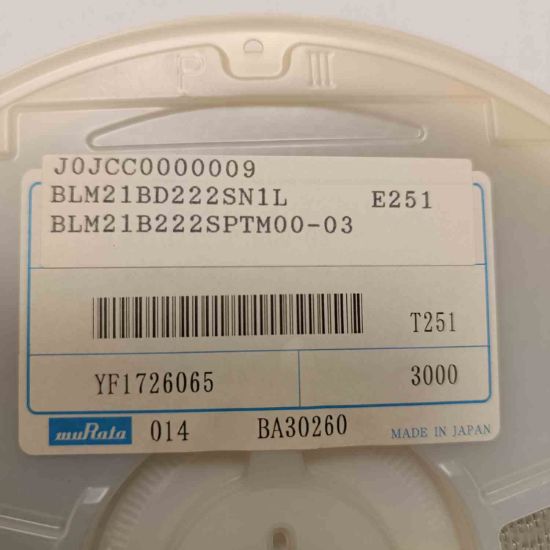 P III
J0JCC0000009
BLM21BD222SN1L E251
BLM21B222SPTM00-03
T251
YF1726065 3000
muRata 014 BA30260 MADE IN JAPAN